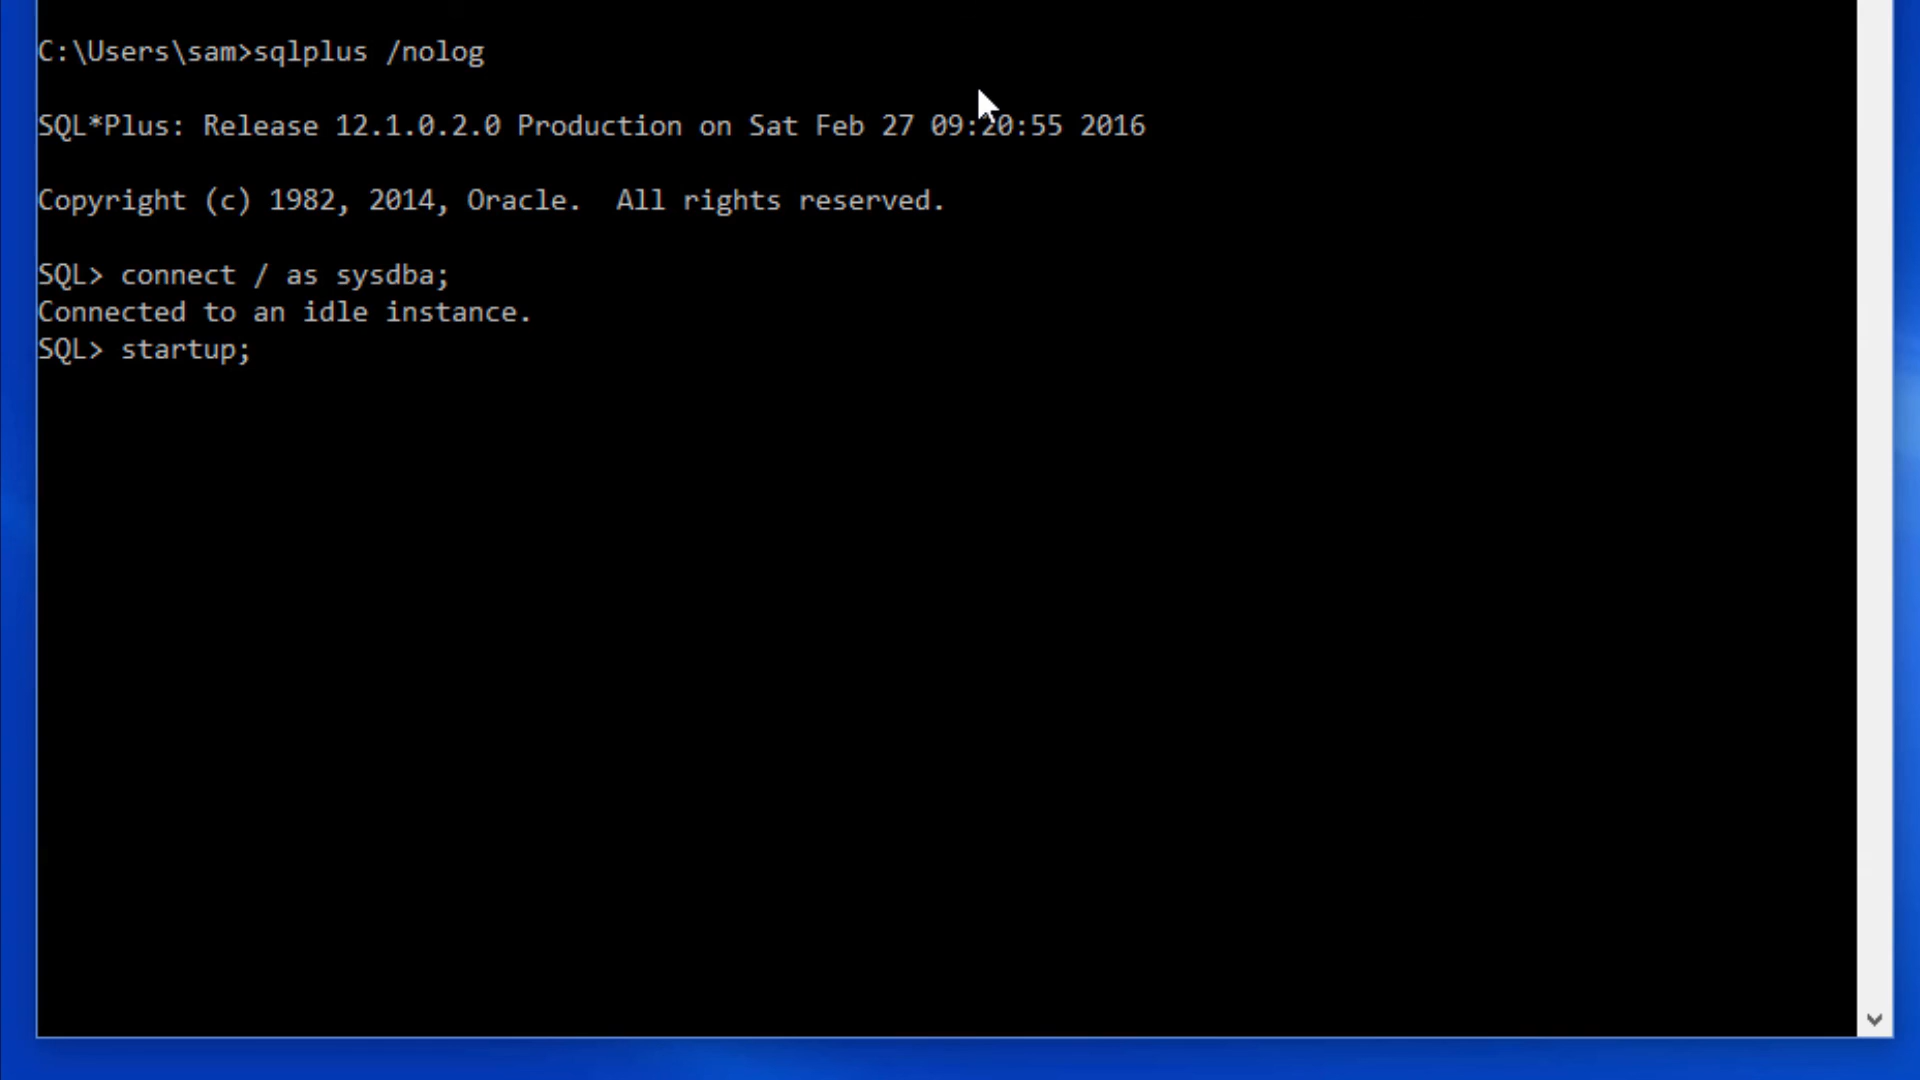 C:\Users\sam>sqlplus /nolog
SQL*Plus: Release 12.1.0.2.0 Production on Sat Feb 27 09:20:55 2016
Copyright (c) 1982, 2014, Oracle.  All rights reserved.
SQL> connect / as sysdba;
Connected to an idle instance.
SQL> startup;